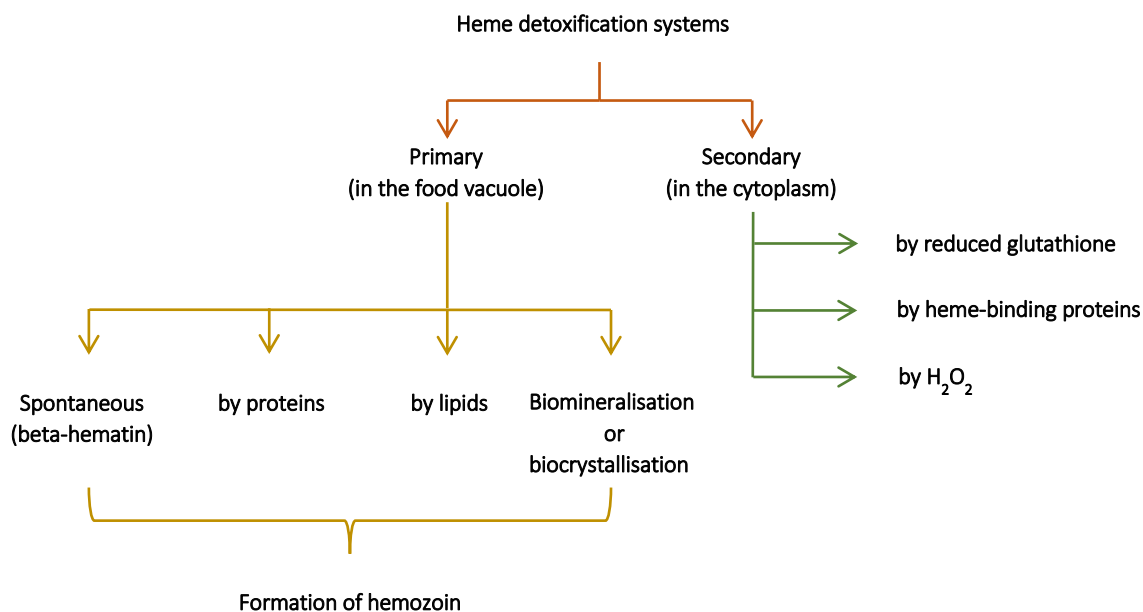 Heme detoxification systems
Primary
(in the food vacuole)
Secondary
(in the cytoplasm)
by reduced glutathione
by heme-binding proteins
by H₂O₂
Spontaneous
(beta-hematin)
by proteins
by lipids
Biomineralisation
or
biocrystallisation
Formation of hemozoin